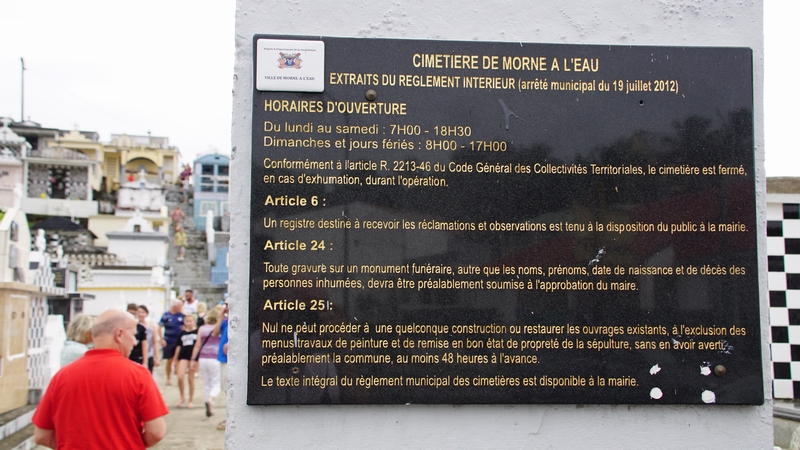 VILLE DE MORNE-A-L'EAU
CIMETIERE DE MORNE A L'EAU
EXTRAITS DU REGLEMENT INTERIEUR (arrêté municipal du 19 juillet 2012)
HORAIRES D'OUVERTURE
Du lundi au samedi : 7H00 - 18H30
Dimanches et jours fériés : 8H00 - 17H00
Conformément à l'article R. 2213-46 du Code Général des Collectivités Territoriales, le cimetière est fermé,
en cas d'exhumation, durant l'opération.
Article 6 :
Un registre destiné à recevoir les réclamations et observations est tenu à la disposition du public à la mairie.
Article 24 :
Toute gravure sur un monument funéraire, autre que les noms, prénoms, date de naissance et de décès des
personnes inhumées, devra être préalablement soumise à l'approbation du maire.
Article 25 :
Nul ne peut procéder à une quelconque construction ou restaurer les ouvrages existants, à l'exclusion des
menus travaux de peinture et de remise en bon état de propreté de la sépulture, sans en avoir averti,
préalablement la commune, au moins 48 heures à l'avance.
Le texte intégral du règlement municipal des cimetières est disponible à la mairie.